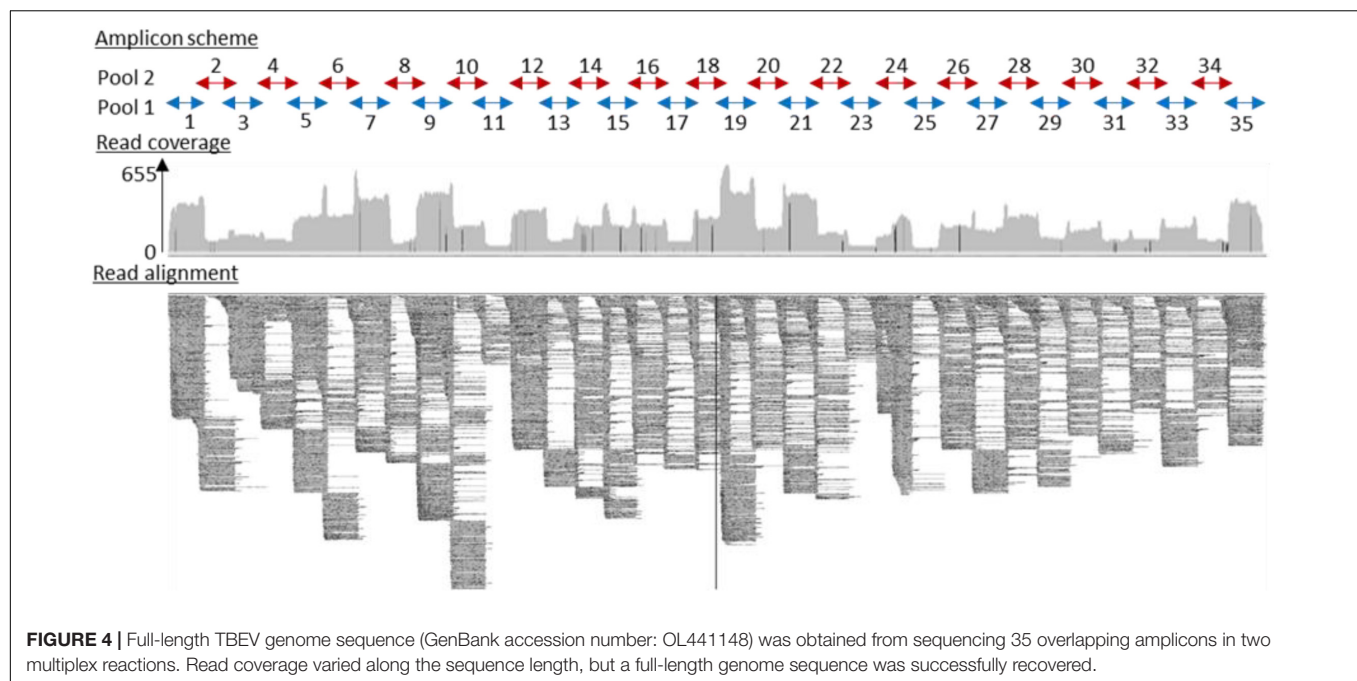 Amplicon scheme
2 4 6 8 10 12 14 16 18 20 22 24 26 28 30 32 34
Pool 2
Pool 1
1 3 5 7 9 11 13 15 17 19 21 23 25 27 29 31 33 35
Read coverage
655
0
Read alignment
FIGURE 4 | Full-length TBEV genome sequence (GenBank accession number: OL441148) was obtained from sequencing 35 overlapping amplicons in two
multiplex reactions. Read coverage varied along the sequence length, but a full-length genome sequence was successfully recovered.